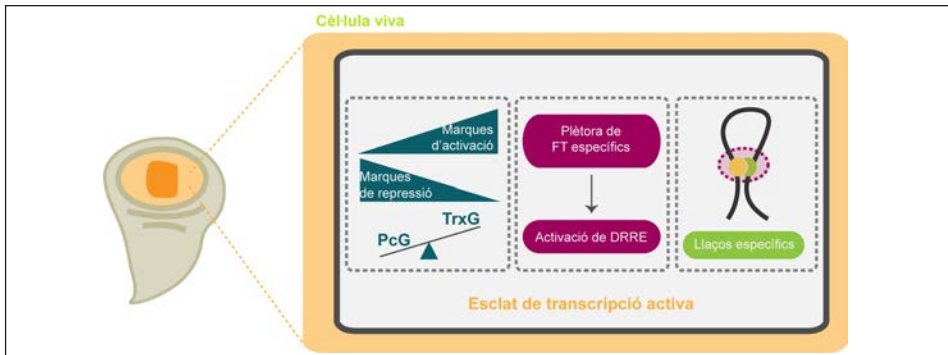 Cèl·lula viva
Marques
d'activació
Marques
de repressió
TrxG
PcG
Plètora de
FT específics
Activació de DRRE
Llaços específics
Esclat de transcripció activa